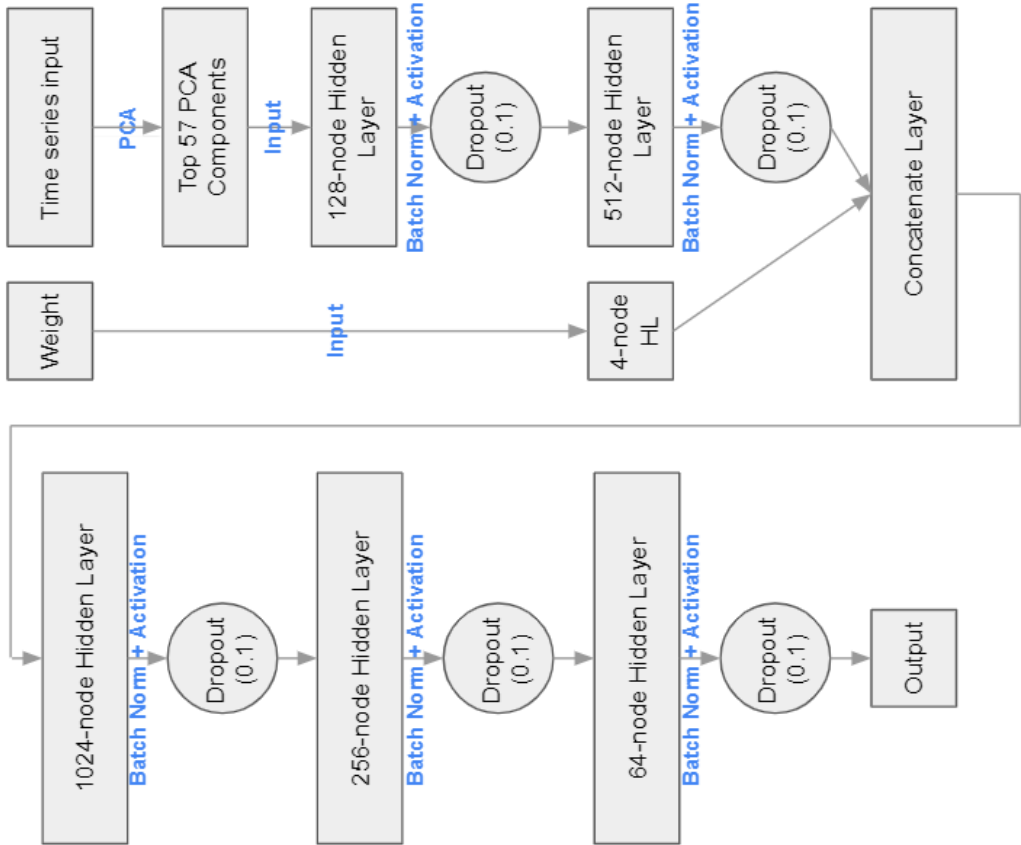 Time series input
PCA
Top 57 PCA
Components
Input
128-node Hidden
Layer
Batch Norm + Activation
Dropout
(0.1)
512-node Hidden
Layer
Batch Norm + Activation
Dropout
(0.1)
Weight
Input
4-node
HL
Concatenate Layer
1024-node Hidden Layer
Batch Norm + Activation
Dropout
(0.1)
256-node Hidden Layer
Batch Norm + Activation
Dropout
(0.1)
64-node Hidden Layer
Batch Norm + Activation
Dropout
(0.1)
Output